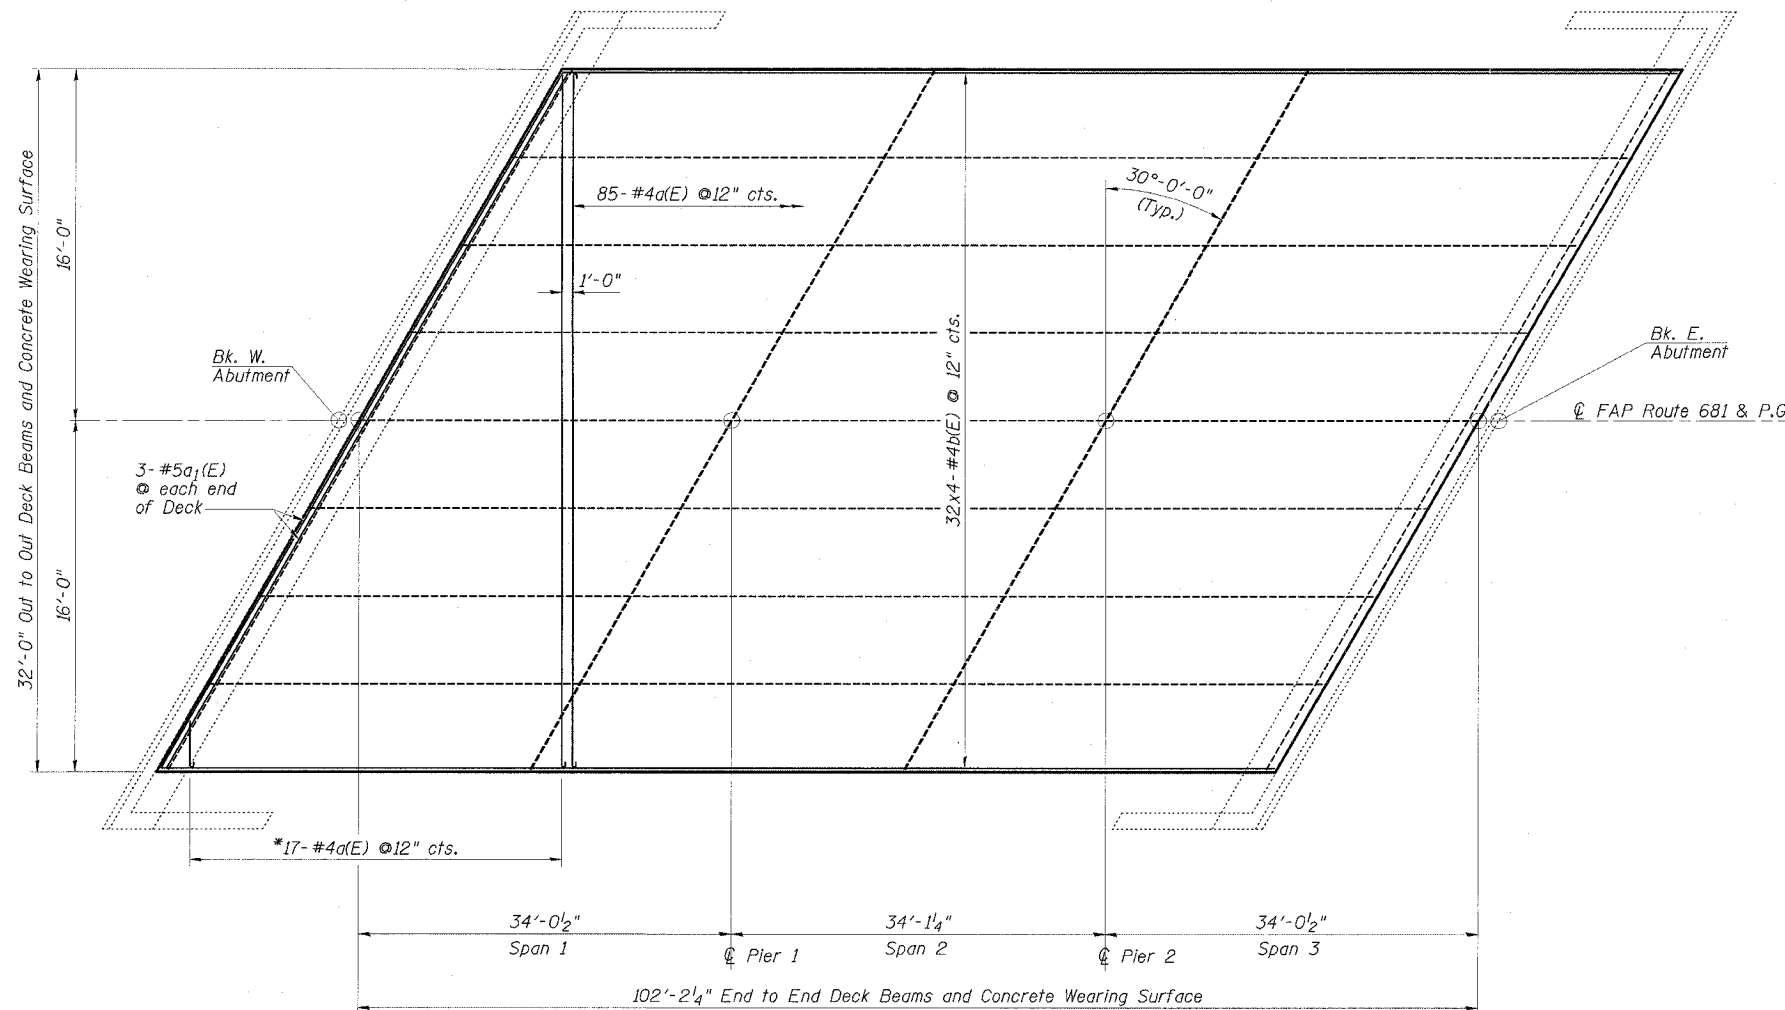 32'-0" Out to Out Deck Beams and Concrete Wearing Surface
16'-0"
16'-0"
85-#4a(E) @12" cts.
30°-0'-0"
(Typ.)
1'-0"
32x4-#4b(E) @ 12" cts.
Bk. W.
Abutment
Bk. E.
Abutment
℄ FAP Route 681 & P.G
3-#5a1(E)
@ each end
of Deck
*17-#4a(E) @12" cts.
34'-0½"
Span 1
℄ Pier 1
34'-1¼"
Span 2
℄ Pier 2
34'-0½"
Span 3
102'-2¼" End to End Deck Beams and Concrete Wearing Surface